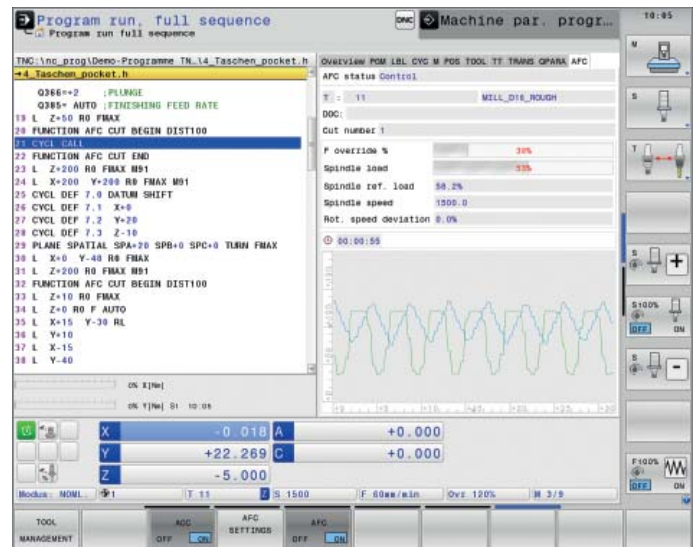 Program run, full sequence
Program run full sequence
DNC
Machine par. progr...
10:05
TNC:\nc_prog\Demo-Programme TN..\4_Taschen_pocket.h
→4_Taschen_pocket.h
Q366=+2 ;PLUNGE
Q385= AUTO ;FINISHING FEED RATE
19 L Z+50 R0 FMAX
20 FUNCTION AFC CUT BEGIN DIST100
21 CYCL CALL
22 FUNCTION AFC CUT END
23 L Z+200 R0 FMAX M91
24 L X+200 Y+200 R0 FMAX M91
25 CYCL DEF 7.0 DATUM SHIFT
26 CYCL DEF 7.1 X+0
27 CYCL DEF 7.2 Y+20
28 CYCL DEF 7.3 Z-10
29 PLANE SPATIAL SPA+20 SPB+0 SPC+0 TURN FMAX
30 L X+0 Y-40 R0 FMAX
31 L Z+200 R0 FMAX M91
32 FUNCTION AFC CUT BEGIN DIST100
33 L Z+10 R0 FMAX
34 L Z+0 R0 F AUTO
35 L X+15 Y-30 RL
36 L Y+10
37 L X-15
38 L Y-40
0% X[Nm]
0% Y[Nm] S1 10:05
Overview PGM LBL CYC M POS TOOL TT TRANS QPARA AFC
AFC status Control
T : 11 MILL_D16_ROUGH
DOC:
Cut number 1
F override % 30%
Spindle load 53%
Spindle ref. load 58.2%
Spindle speed 1500.0
Rot. speed deviation 0.0%
00:00:55
X -0.018 A +0.000
Y +22.269 C +0.000
Z -5.000
Modus: NOML. 1 T 11 Z S 1500 F 60mm/min Ovr 120% M 3/9
TOOL MANAGEMENT
ACC
OFF ON
AFC SETTINGS
AFC
OFF ON
M
S
T
S
S100%
OFF ON
S
F100%
OFF ON